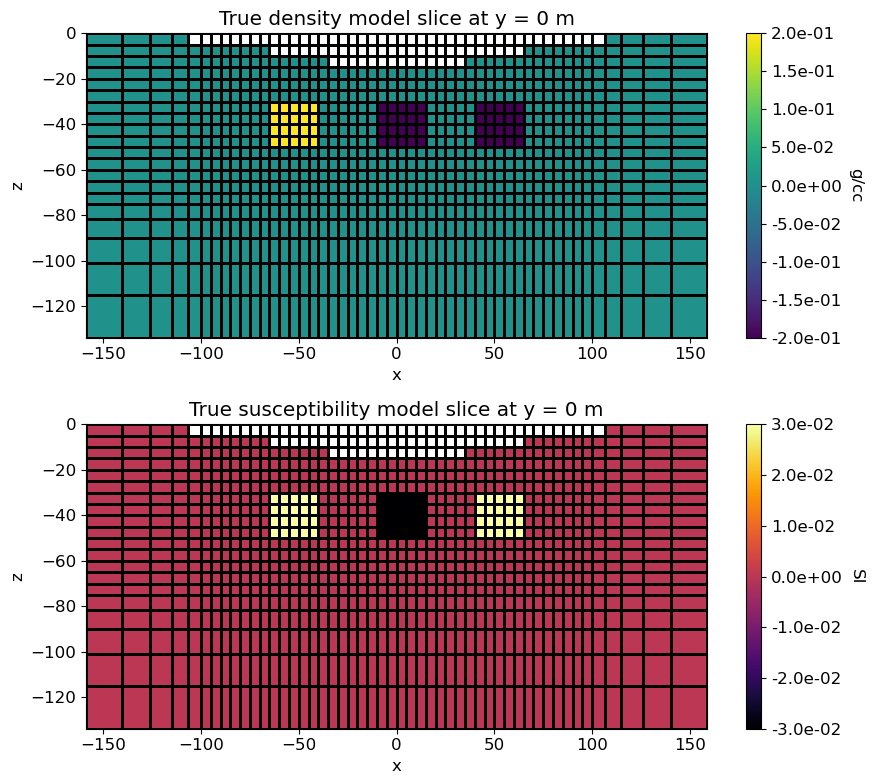 True density model slice at y = 0 m
0
−20
−40
−60
−80
−100
−120
z
−150
−100
−50
0
50
100
150
x
2.0e-01
1.5e-01
1.0e-01
5.0e-02
0.0e+00
-5.0e-02
-1.0e-01
-1.5e-01
-2.0e-01
g/cc
True susceptibility model slice at y = 0 m
0
−20
−40
−60
−80
−100
−120
z
−150
−100
−50
0
50
100
150
x
3.0e-02
2.0e-02
1.0e-02
0.0e+00
-1.0e-02
-2.0e-02
-3.0e-02
SI